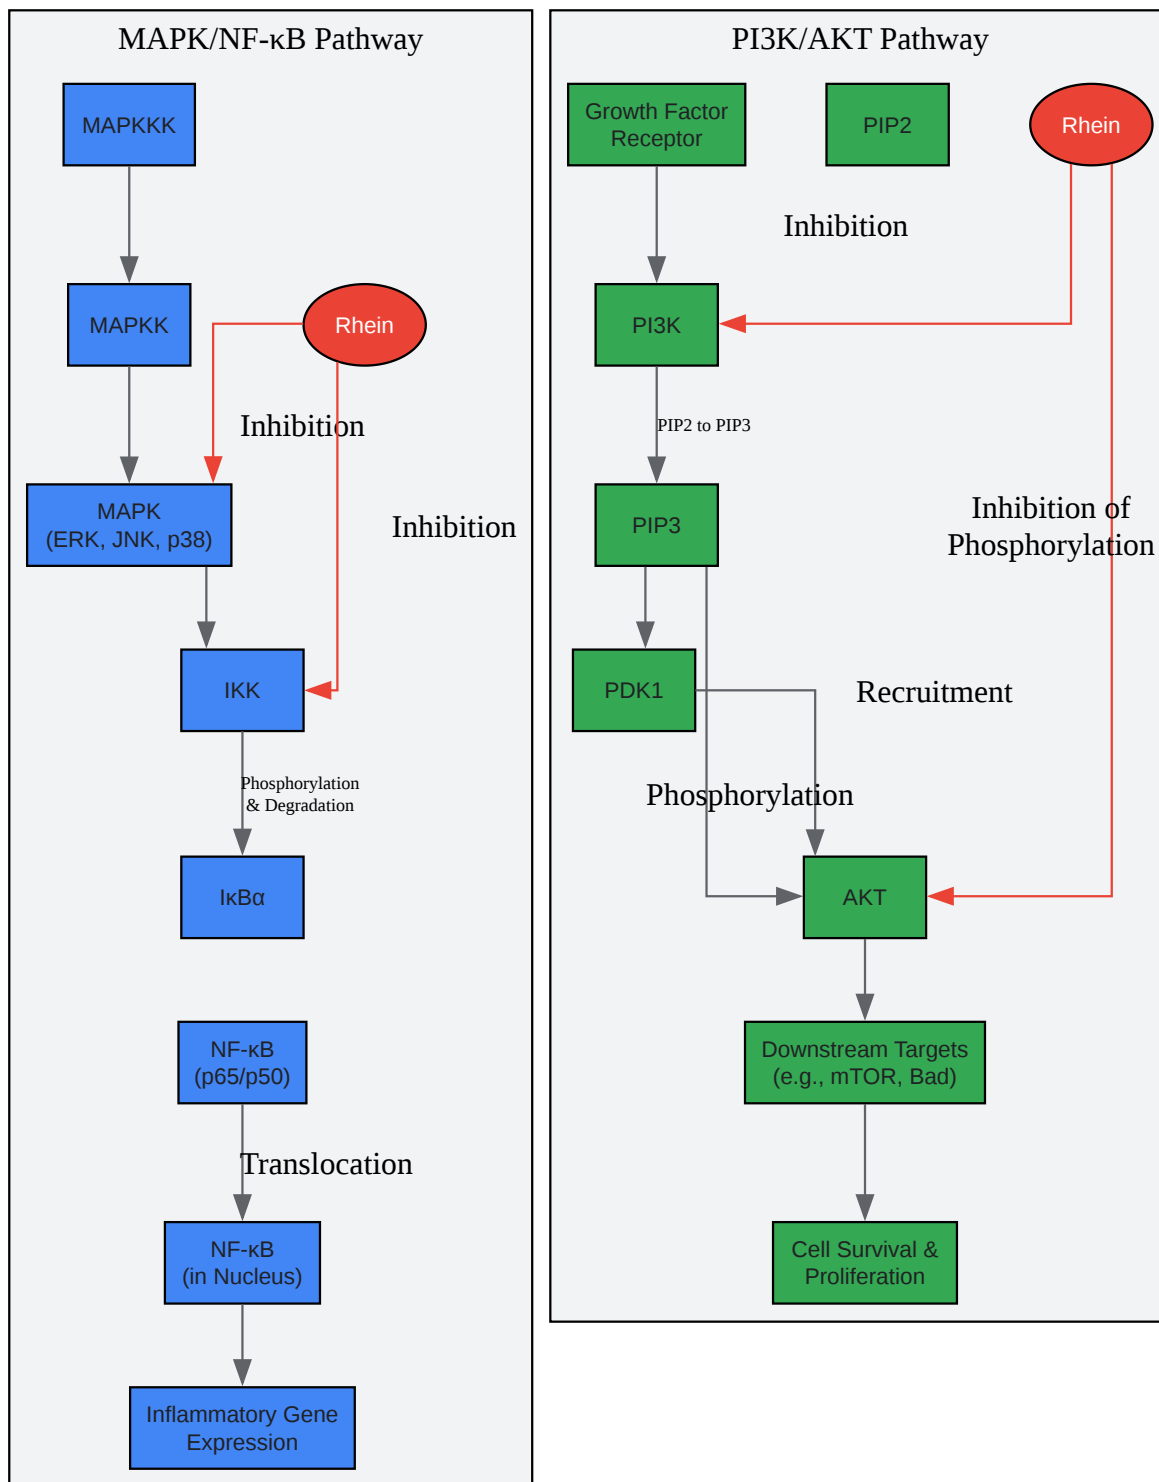 MAPK/NF-κB Pathway
MAPKKK
MAPKK
Rhein
Inhibition
MAPK
(ERK, JNK, p38)
Inhibition
IKK
Phosphorylation
& Degradation
IκBα
NF-κB
(p65/p50)
Translocation
NF-κB
(in Nucleus)
Inflammatory Gene
Expression
PI3K/AKT Pathway
Growth Factor
Receptor
PIP2
Rhein
Inhibition
PI3K
PIP2 to PIP3
PIP3
Inhibition of
Phosphorylation
PDK1
Recruitment
Phosphorylation
AKT
Downstream Targets
(e.g., mTOR, Bad)
Cell Survival &
Proliferation